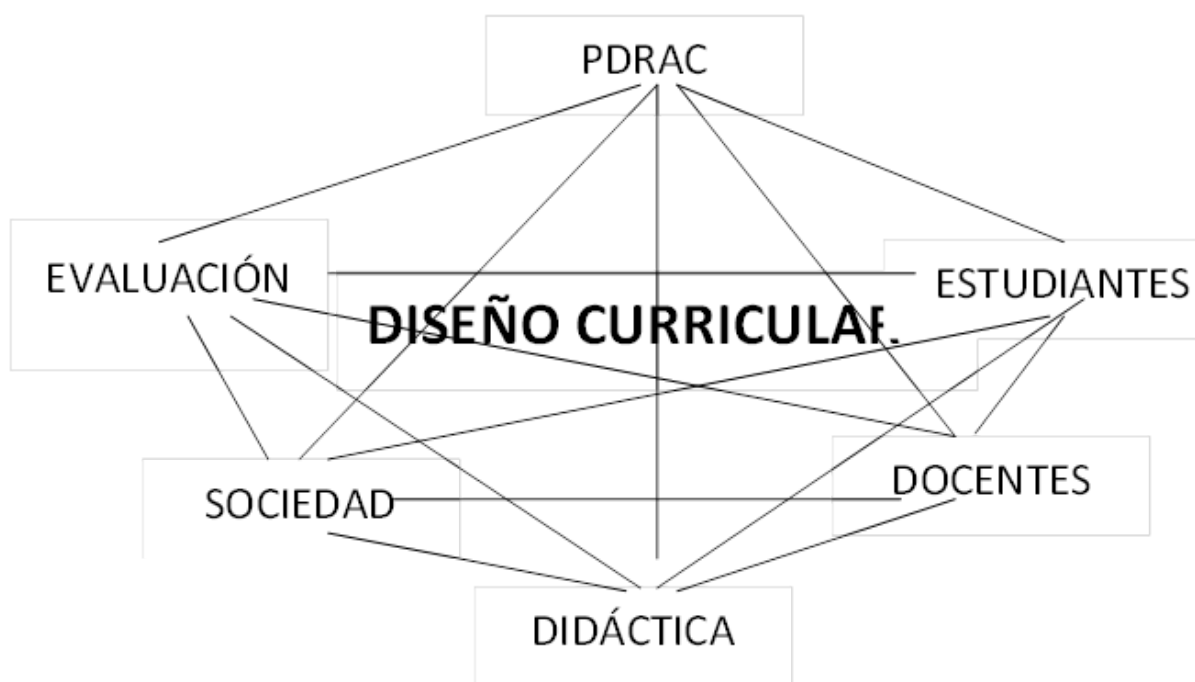 PDRAC
EVALUACIÓN
ESTUDIANTES
DISEÑO CURRICULAR
DOCENTES
SOCIEDAD
DIDÁCTICA